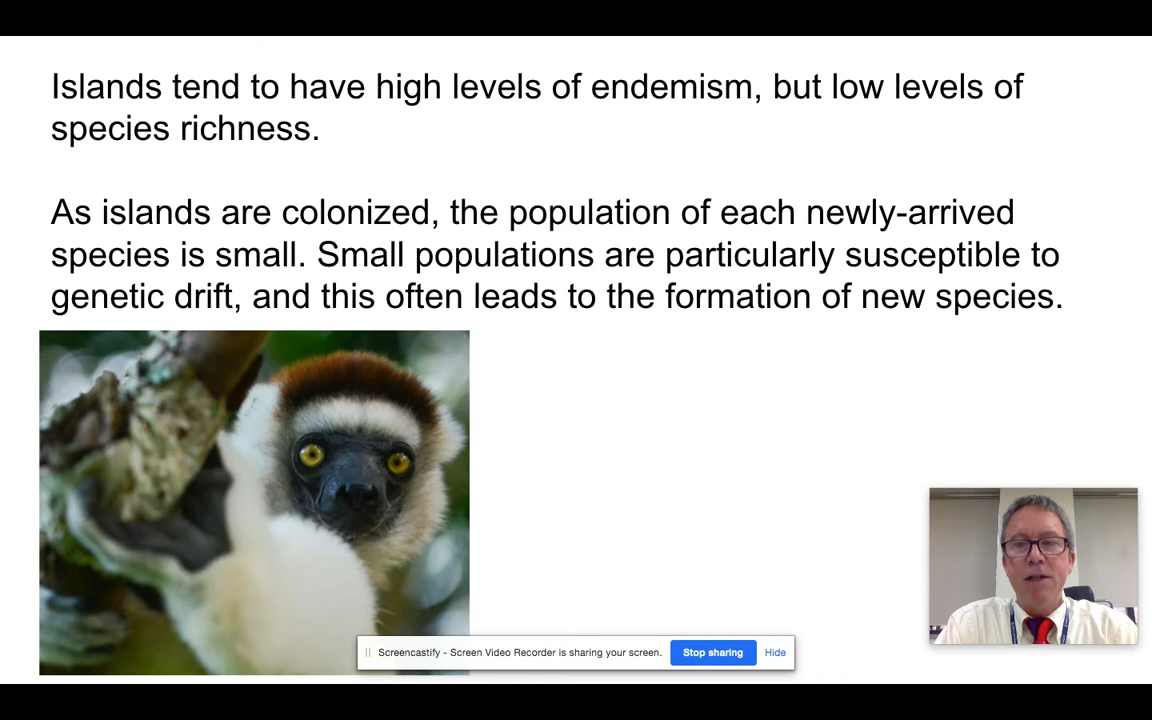 Islands tend to have high levels of endemism, but low levels of
species richness.
As islands are colonized, the population of each newly-arrived
species is small. Small populations are particularly susceptible to
genetic drift, and this often leads to the formation of new species.
Screencastify - Screen Video Recorder is sharing your screen. Stop sharing Hide